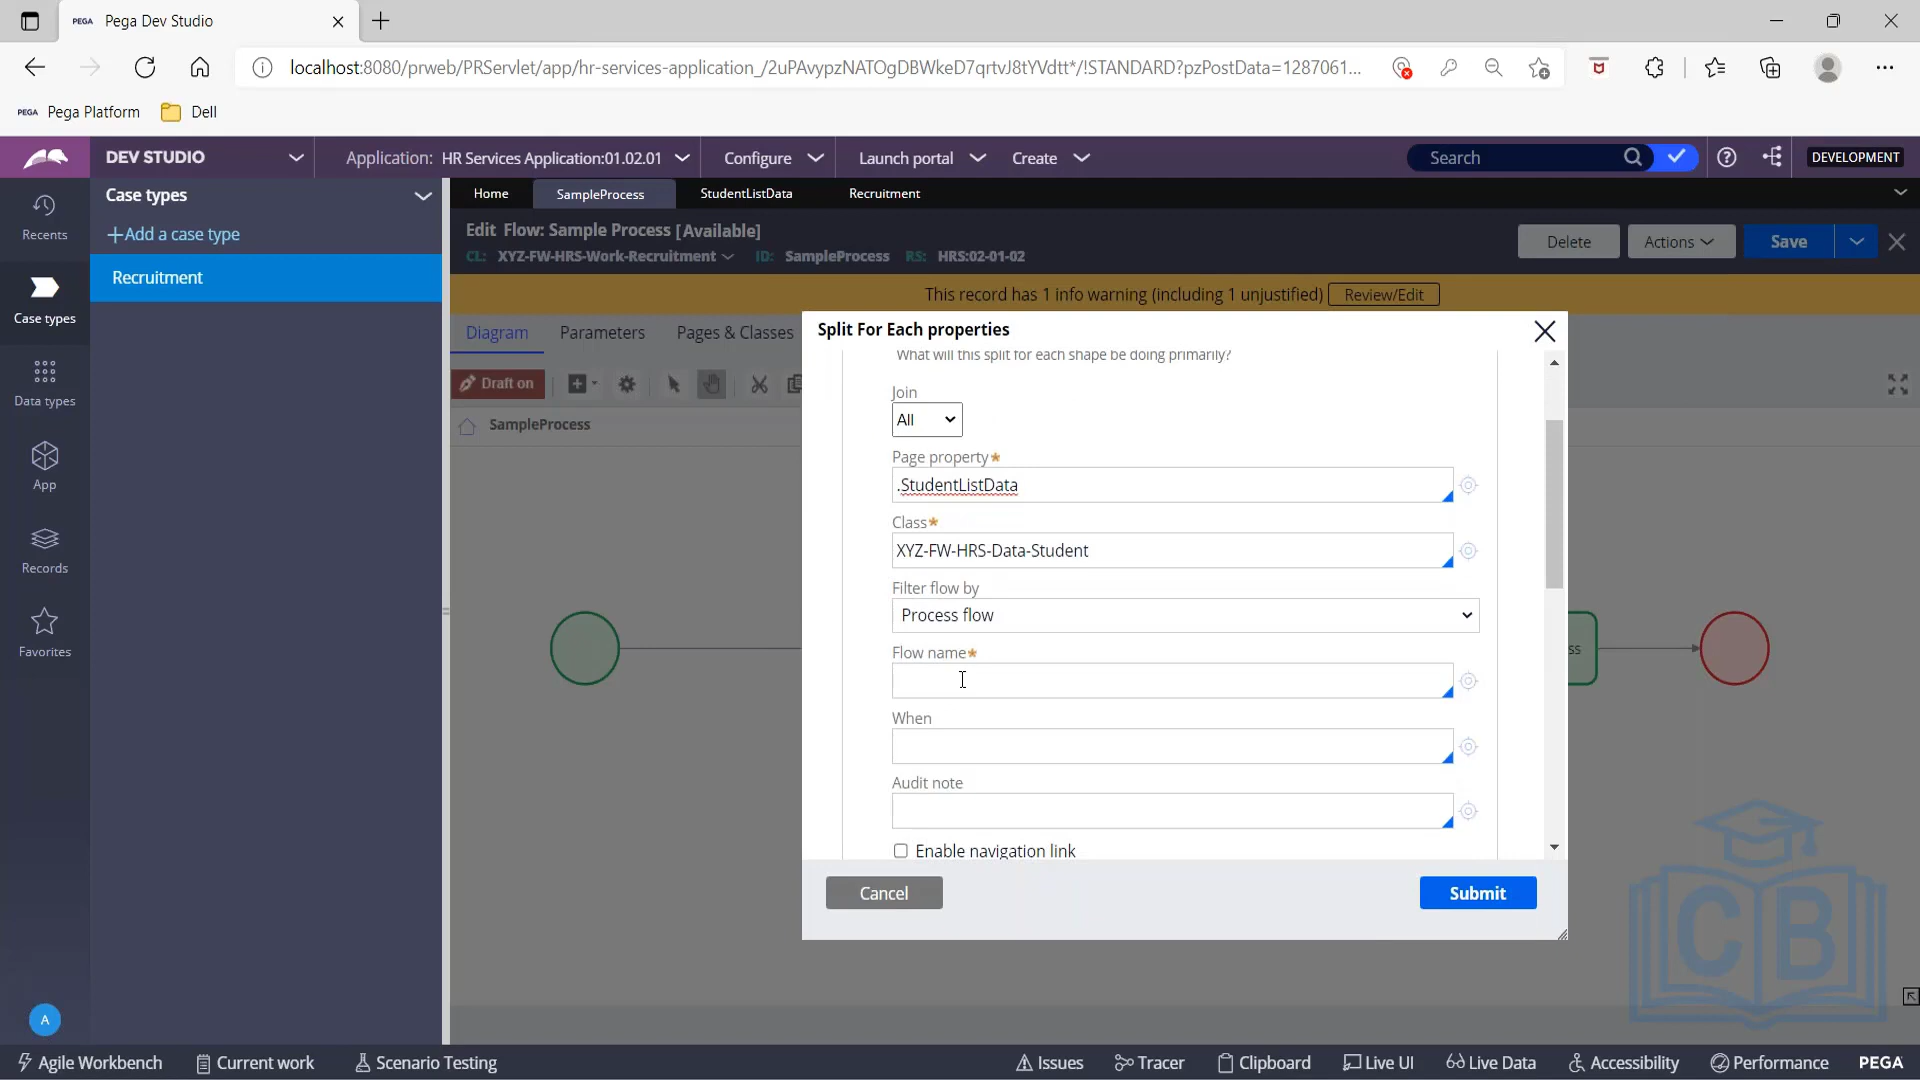 PEGA Pega Dev Studio
localhost:8080/prweb/PRServlet/app/hr-services-application_/2uPAvypzNATOgDBWkeD7qrtvJ8tYVdtt*/!STANDARD?pzPostData=1287061...
PEGA Pega Platform Dell
DEV STUDIO Application: HR Services Application:01.02.01 Configure Launch portal Create Search DEVELOPMENT
Recents
Case types
Data types
App
Records
Favorites
A
Case types
+Add a case type
Recruitment
Home SampleProcess StudentListData Recruitment
Edit Flow: Sample Process [Available]
CL: XYZ-FW-HRS-Work-Recruitment ID: SampleProcess RS: HRS:02-01-02
Delete Actions Save
This record has 1 info warning (including 1 unjustified) Review/Edit
Diagram Parameters Pages & Classes
Draft on
SampleProcess
Split For Each properties
What will this split for each shape be doing primarily?
Join
All
Page property*
.StudentListData
Class*
XYZ-FW-HRS-Data-Student
Filter flow by
Process flow
Flow name*
When
Audit note
Enable navigation link
Cancel Submit
ss
CB
Agile Workbench Current work Scenario Testing Issues Tracer Clipboard Live UI Live Data Accessibility Performance PEGA